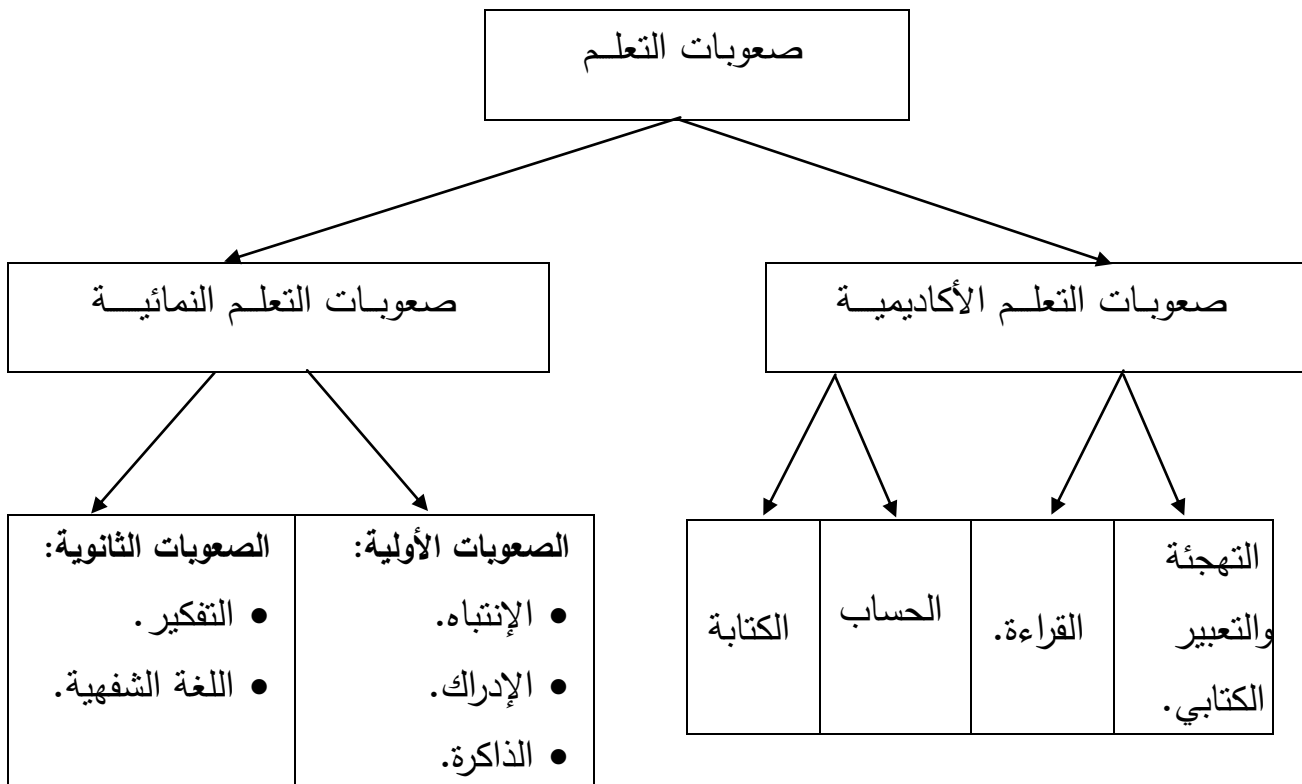 صعوبات التعلم
صعوبات التعلم الأكاديمية
صعوبات التعلم النمائية
التهجئة
والتعبير
الكتابي.
القراءة.
الحساب
الكتابة
الصعوبات الأولية:
• الإنتباه.
• الإدراك.
• الذاكرة.
الصعوبات الثانوية:
• التفكير.
• اللغة الشفهية.